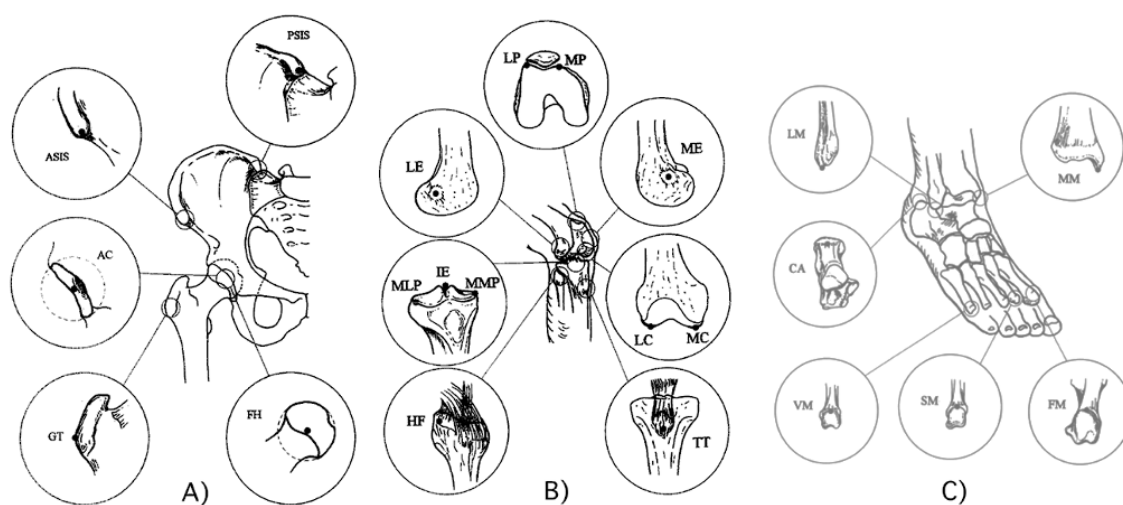 PSIS
ASIS
AC
GT
FH
A)
LP MP
LE
ME
IE
MLP MMP
LC MC
HF
TT
B)
LM
MM
CA
VM
SM
FM
C)